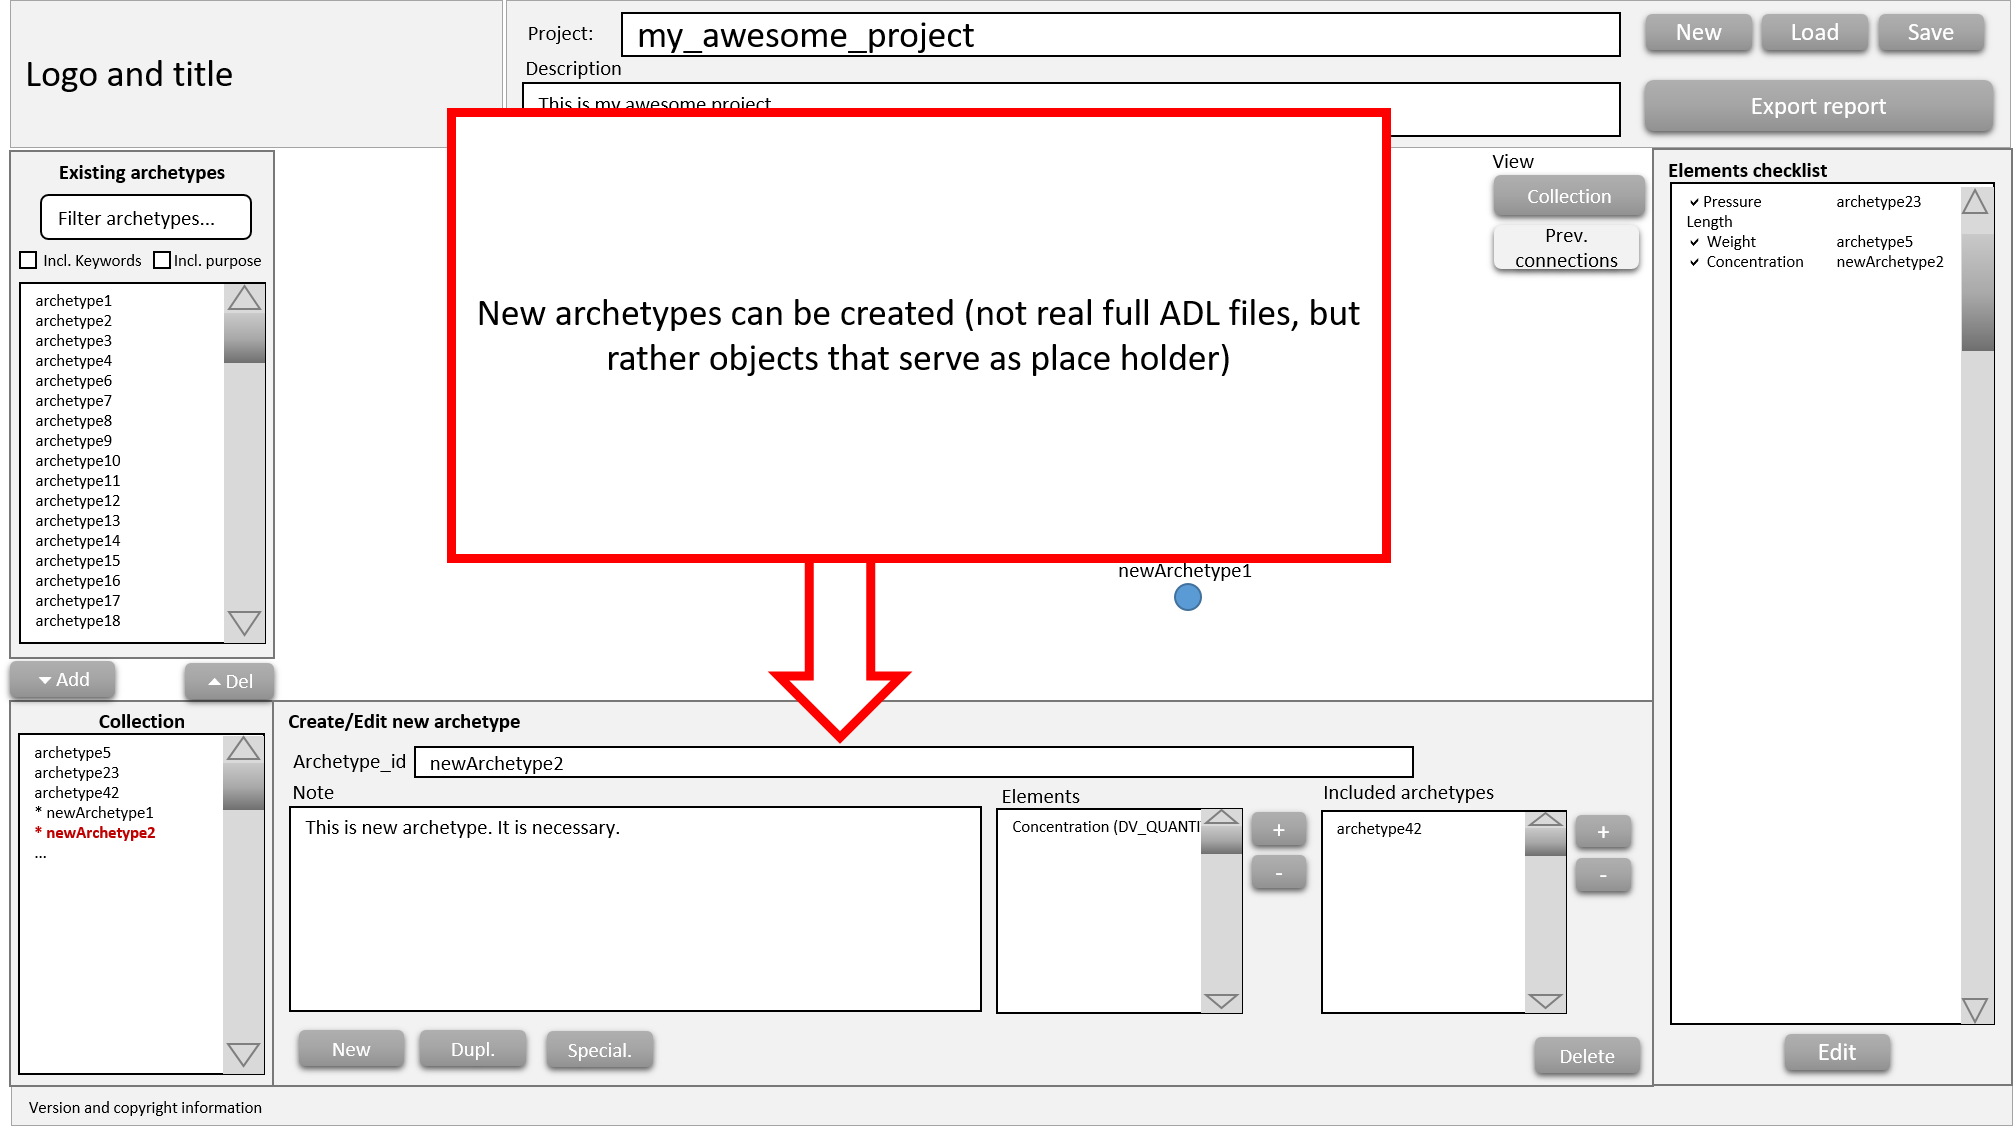 Logo and title
Project:
my_awesome_project
New
Load
Save
Description
This is my awesome project
Export report
Existing archetypes
Filter archetypes...
Incl. Keywords
Incl. purpose
archetype1
archetype2
archetype3
archetype4
archetype6
archetype7
archetype8
archetype9
archetype10
archetype11
archetype12
archetype13
archetype14
archetype15
archetype16
archetype17
archetype18
Add
Del
New archetypes can be created (not real full ADL files, but
rather objects that serve as place holder)
newArchetype1
View
Collection
Prev.
connections
Elements checklist
Pressure archetype23
Length
Weight archetype5
Concentration newArchetype2
Edit
Collection
archetype5
archetype23
archetype42
* newArchetype1
* newArchetype2
...
Create/Edit new archetype
Archetype_id
newArchetype2
Note
This is new archetype. It is necessary.
Elements
Concentration (DV_QUANTI
+
-
Included archetypes
archetype42
+
-
New
Dupl.
Special.
Delete
Version and copyright information